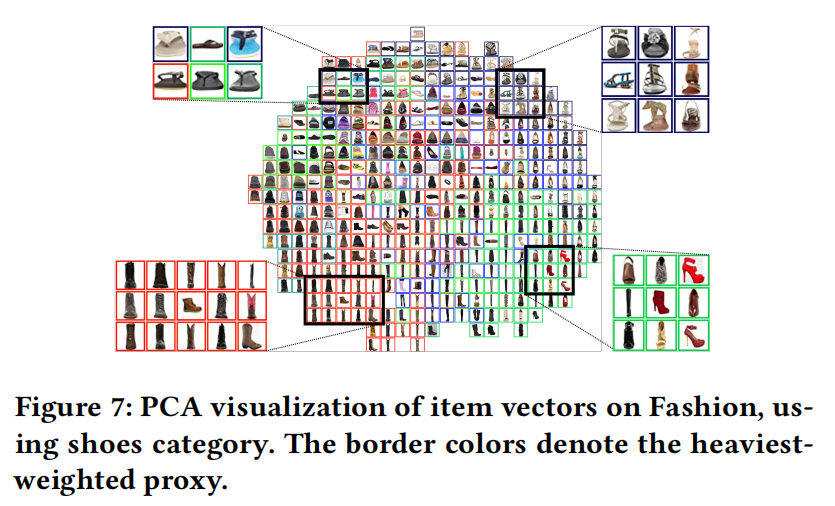 Figure 7: PCA visualization of item vectors on Fashion, us-
ing shoes category. The border colors denote the heaviest-
weighted proxy.